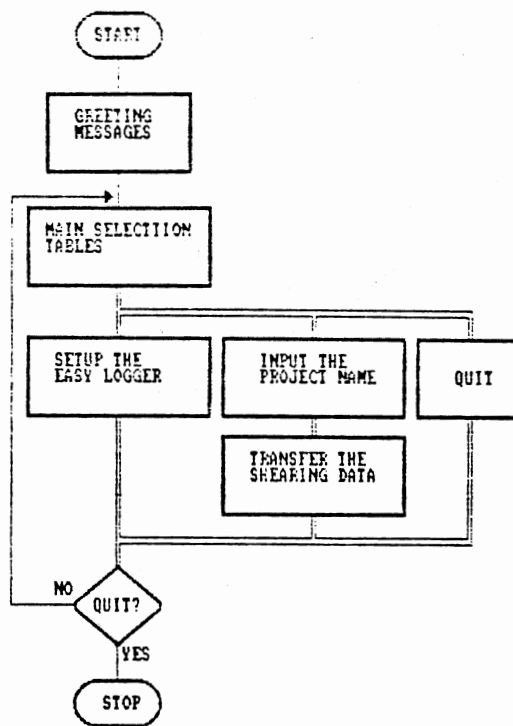 START
GREETING
MESSAGES
MAIN SELECTION
TABLES
SETUP THE
EASY LOGGER
INPUT THE
PROJECT NAME
QUIT
TRANSFER THE
SHEARING DATA
NO
QUIT?
YES
STOP